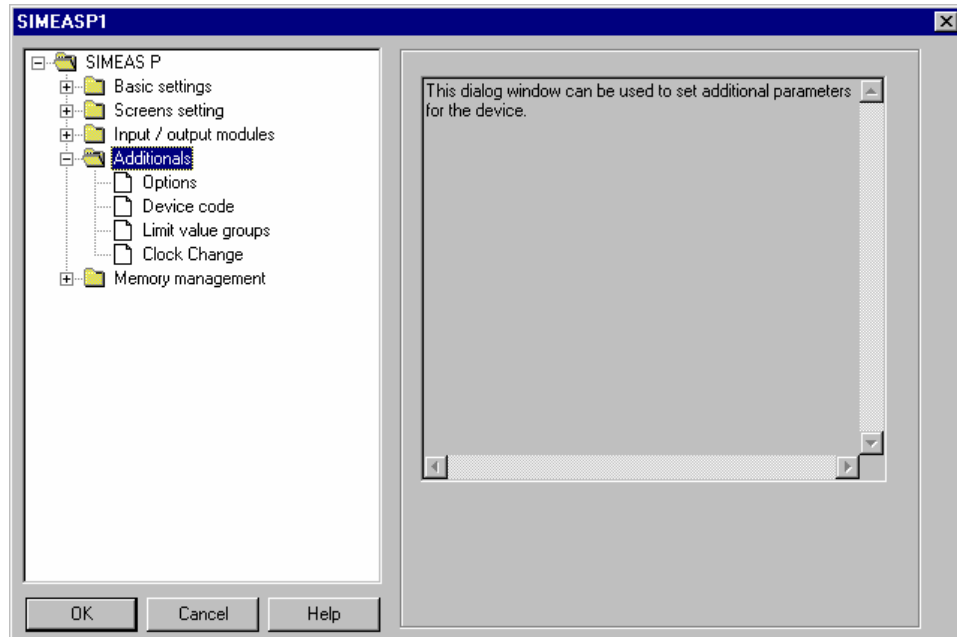 SIMEASP1
SIMEAS P
Basic settings
Screens setting
Input / output modules
Additionals
Options
Device code
Limit value groups
Clock Change
Memory management
This dialog window can be used to set additional parameters
for the device.
OK
Cancel
Help